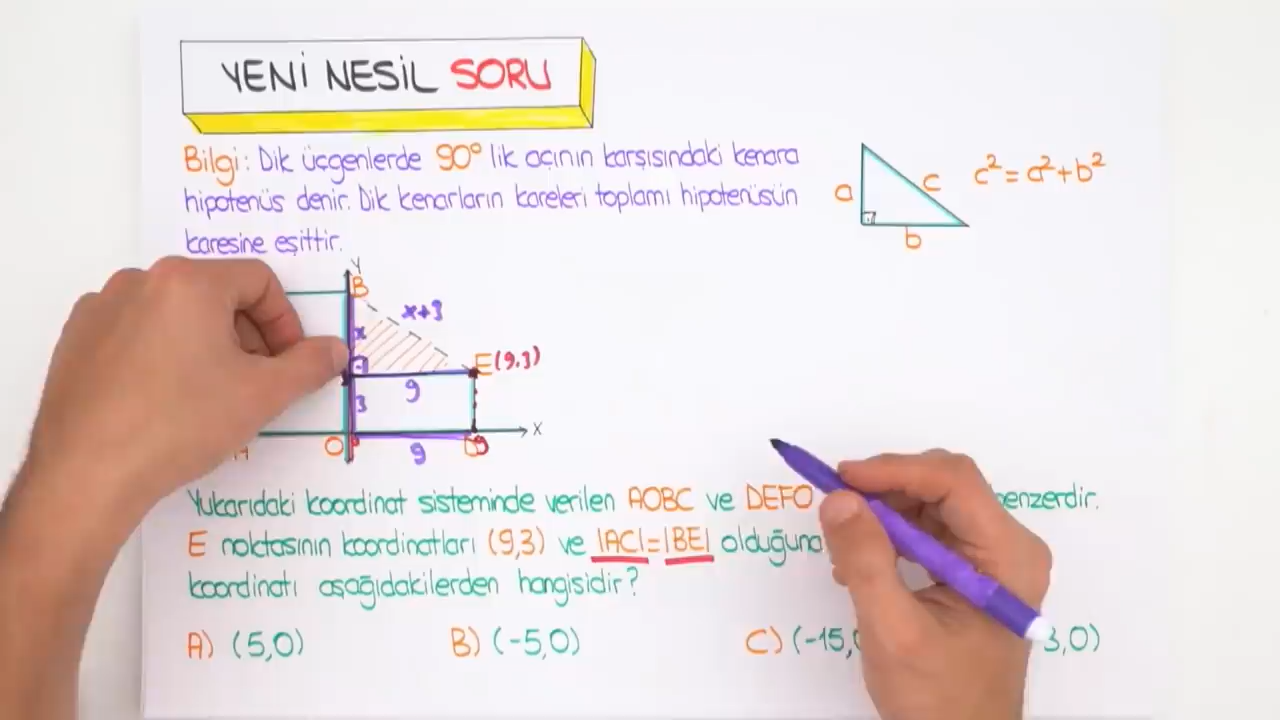 YENİ NESİL SORU
Bilgi: Dik üçgenlerde 90° lik açının karşısındaki kenara
hipotenüs denir. Dik kenarların kareleri toplamı hipotenüsün
karesine eşittir.
a
c
b
c² = a² + b²
Y
B
x+3
x
E(9,3)
9
3
X
O
9
Yukarıdaki koordinat sisteminde verilen AOBC ve DEFO benzerdir.
E noktasının koordinatları (9,3) ve |AC|=|BE| olduğuna
koordinatı aşağıdakilerden hangisidir?
A) (5,0) B) (-5,0) C) (-15, 3,0)